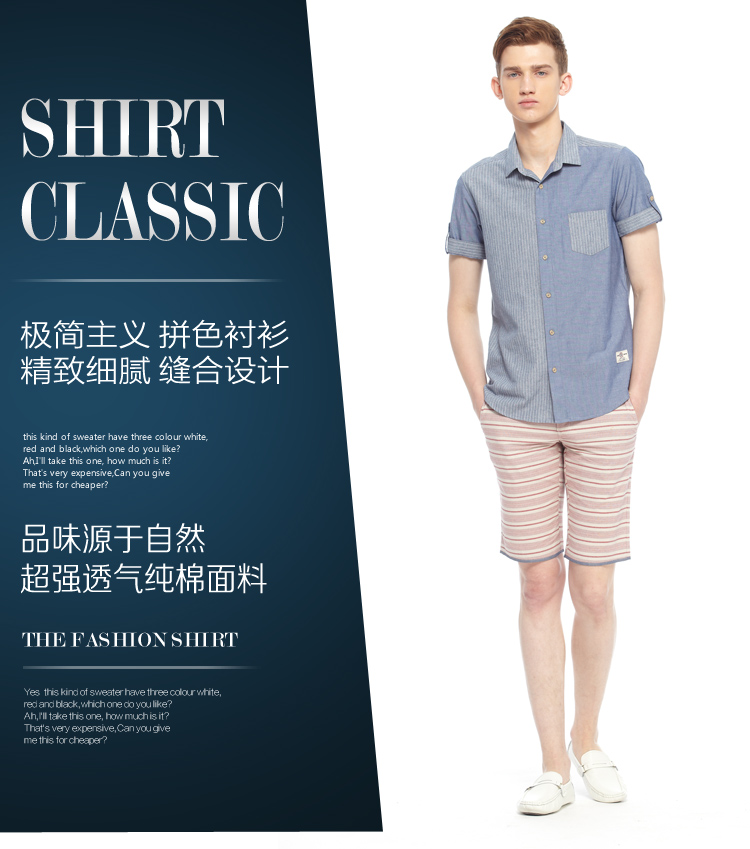 SHIRT
CLASSIC
极简主义 拼色衬衫
精致细腻 缝合设计
this kind of sweater have three colour white,
red and black,which one do you like?
Ah,I'll take this one, how much is it?
That's very expensive,Can you give
me this for cheaper?
品味源于自然
超强透气纯棉面料
THE FASHION SHIRT
Yes this kind of sweater have three colour white,
red and black,which one do you like?
Ah,I'll take this one, how much is it?
That's very expensive,Can you give
me this for cheaper?